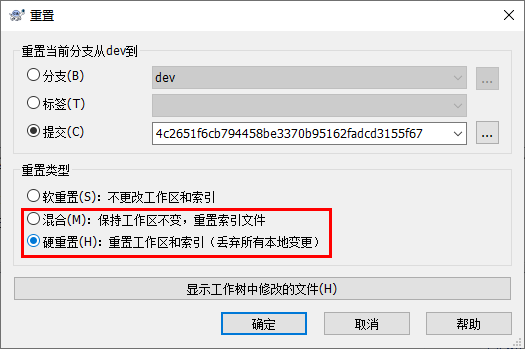 重置
重置当前分支从dev到
分支(B)
dev
...
标签(T)
提交(C)
4c2651f6cb794458be3370b95162fadcd3155f67
...
重置类型
软重置(S)：不更改工作区和索引
混合(M)：保持工作区不变，重置索引文件
硬重置(H)：重置工作区和索引（丢弃所有本地变更）
显示工作树中修改的文件(H)
确定
取消
帮助